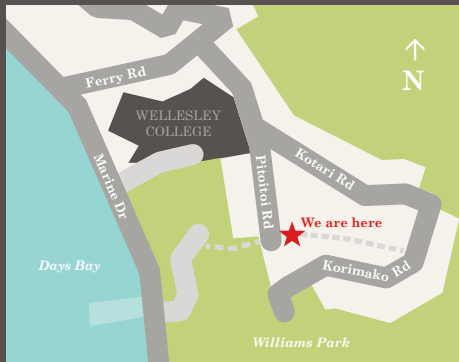 Ferry Rd
N
WELLESLEY
COLLEGE
Marine Dr
Pitoitoi Rd
Kotari Rd
We are here
Days Bay
Korimako Rd
Williams Park